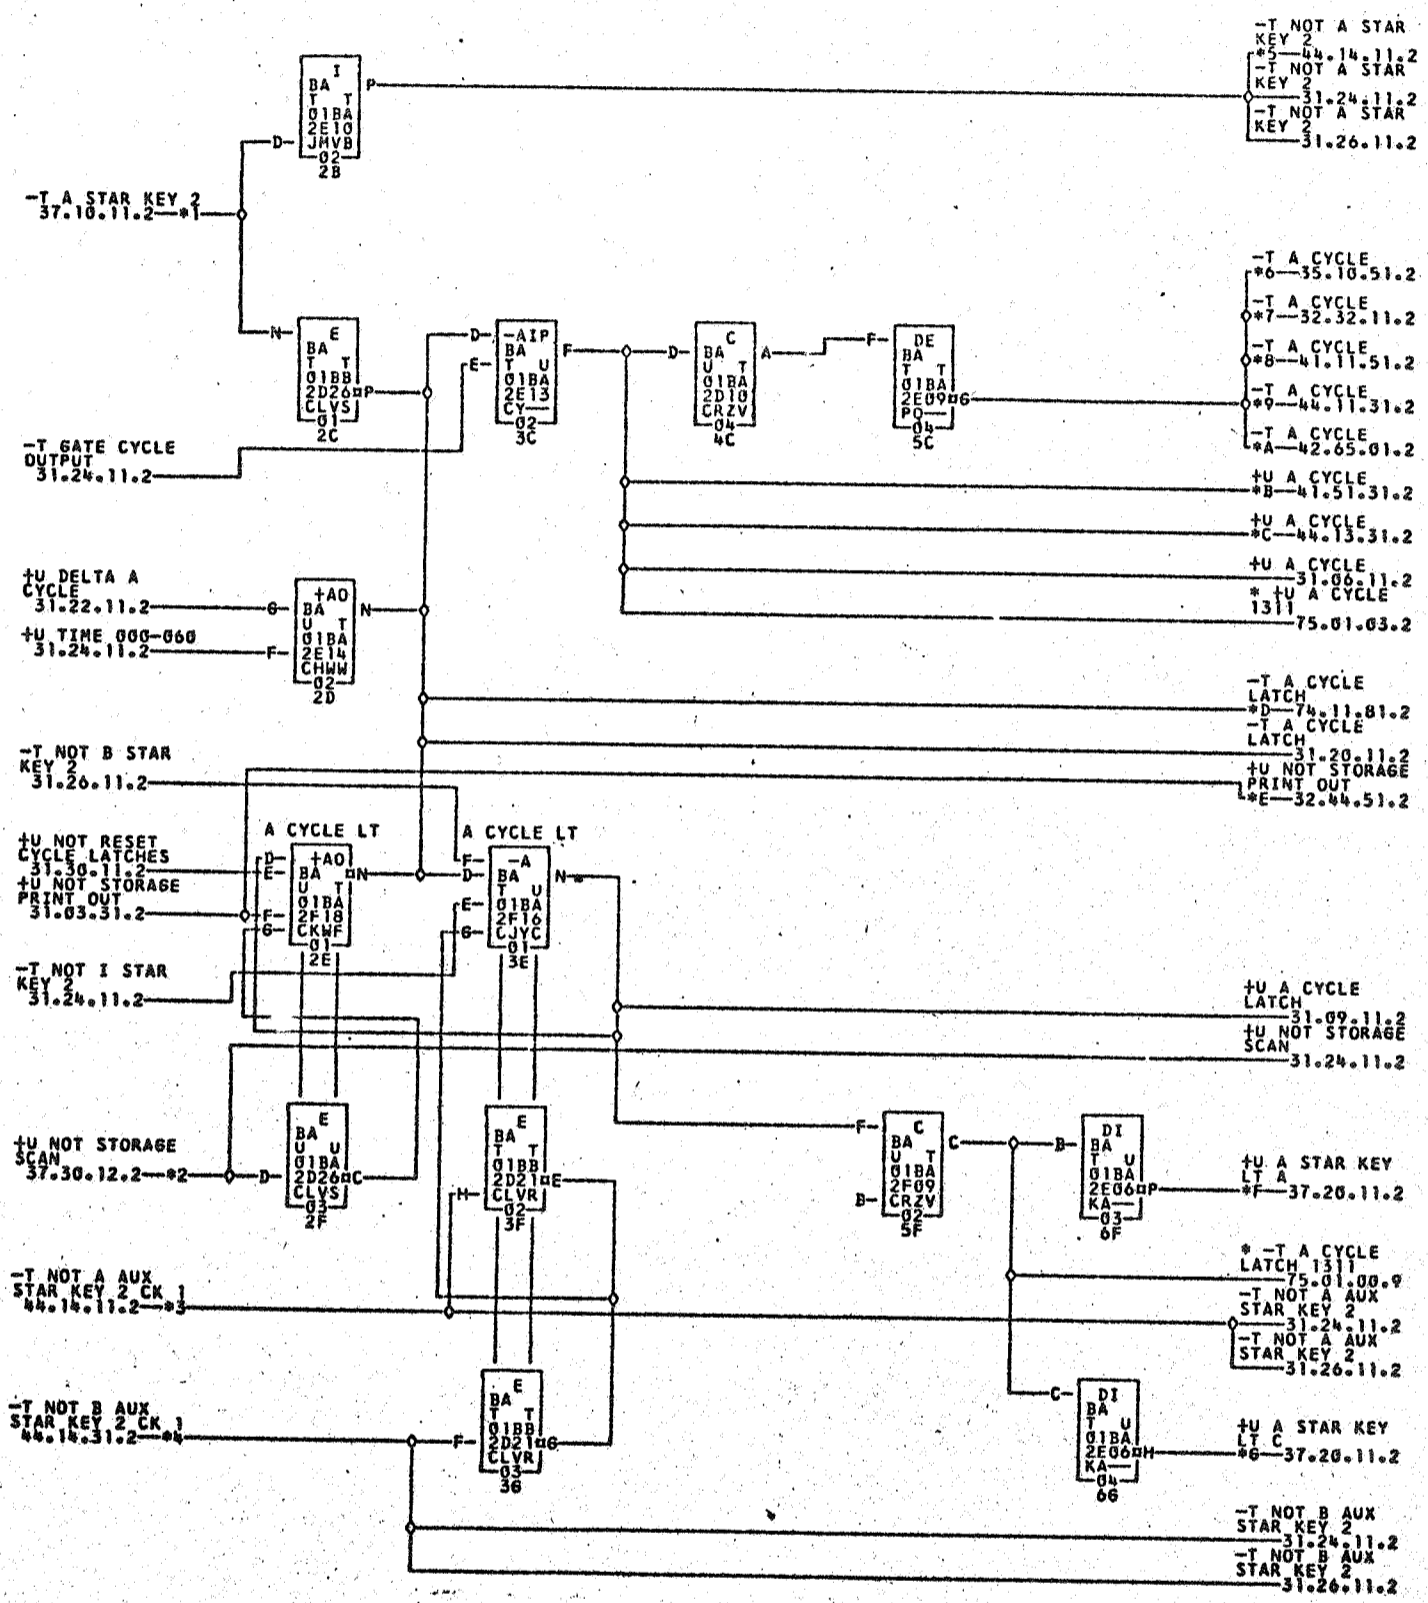 -T NOT A STAR
KEY 2
*5—44.14.11.2
-T NOT A STAR
KEY 2
31.24.11.2
-T NOT A STAR
KEY 2
31.26.11.2
I
BA P
T T
01BA
2E10
D JMVB
02
2B
-T A STAR KEY 2
37.10.11.2—*1
-T A CYCLE
*6—35.10.51.2
-T A CYCLE
*7—32.32.11.2
-T A CYCLE
*8—41.11.51.2
-T A CYCLE
*9—44.11.31.2
-T A CYCLE
*A—42.65.01.2
N E
BA
T T
01BB
2D26 P
CLVS
01
2C
D -AIP
BA F
E T U
01BA
2E13
CY—
02
3C
C
D BA A
U T
01BA
2D10
CRZV
04
4C
F DE
BA
T T
01BA
2E09 G
PQ—
04
5C
-T GATE CYCLE
OUTPUT
31.24.11.2
+U A CYCLE
*B—41.51.31.2
+U A CYCLE
*C—44.13.31.2
+U A CYCLE
31.06.11.2
* +U A CYCLE
1311
75.01.03.2
+U DELTA A
CYCLE
31.22.11.2
+U TIME 000-060
31.24.11.2
+AO
G BA N
U T
01BA
F 2E14
CHWW
02
2D
-T A CYCLE
LATCH
*D—74.11.81.2
-T A CYCLE
LATCH
31.20.11.2
+U NOT STORAGE
PRINT OUT
*E—32.44.51.2
-T NOT B STAR
KEY 2
31.26.11.2
A CYCLE LT
A CYCLE LT
+U NOT RESET
CYCLE LATCHES
31.30.11.2
+U NOT STORAGE
PRINT OUT
31.03.31.2
D +AO
E BA N
U T
01BA
F 2F18
G CKWF
01
2E
F -A
D BA N
T U
E 01BA
2F16
G CJYC
01
3E
-T NOT I STAR
KEY 2
31.24.11.2
+U A CYCLE
LATCH
31.09.11.2
+U NOT STORAGE
SCAN
31.24.11.2
+U NOT STORAGE
SCAN
37.30.12.2—*2
E
BA
U U
01BA
D 2D26 C
CLVS
03
2F
E
BA
T T
01BB
2D21 E
H CLVR
02
3F
F C
BA C
U T
01BA
2F09
B CRZV
02
5F
DI
B BA
T U
01BA
2E06 P
KA—
03
6F
+U A STAR KEY
LT A
*F—37.20.11.2
-T NOT A AUX
STAR KEY 2 CK 1
44.14.11.2—*3
* -T A CYCLE
LATCH 1311
75.01.00.9
-T NOT A AUX
STAR KEY 2
31.24.11.2
-T NOT A AUX
STAR KEY 2
31.26.11.2
-T NOT B AUX
STAR KEY 2 CK 1
44.14.31.2—*4
E
BA
T T
01BB
F 2D21 G
CLVR
03
3G
C DI
BA
T U
01BA
2E06 H
KA—
04
6G
+U A STAR KEY
LT C
*G—37.20.11.2
-T NOT B AUX
STAR KEY 2
31.24.11.2
-T NOT B AUX
STAR KEY 2
31.26.11.2